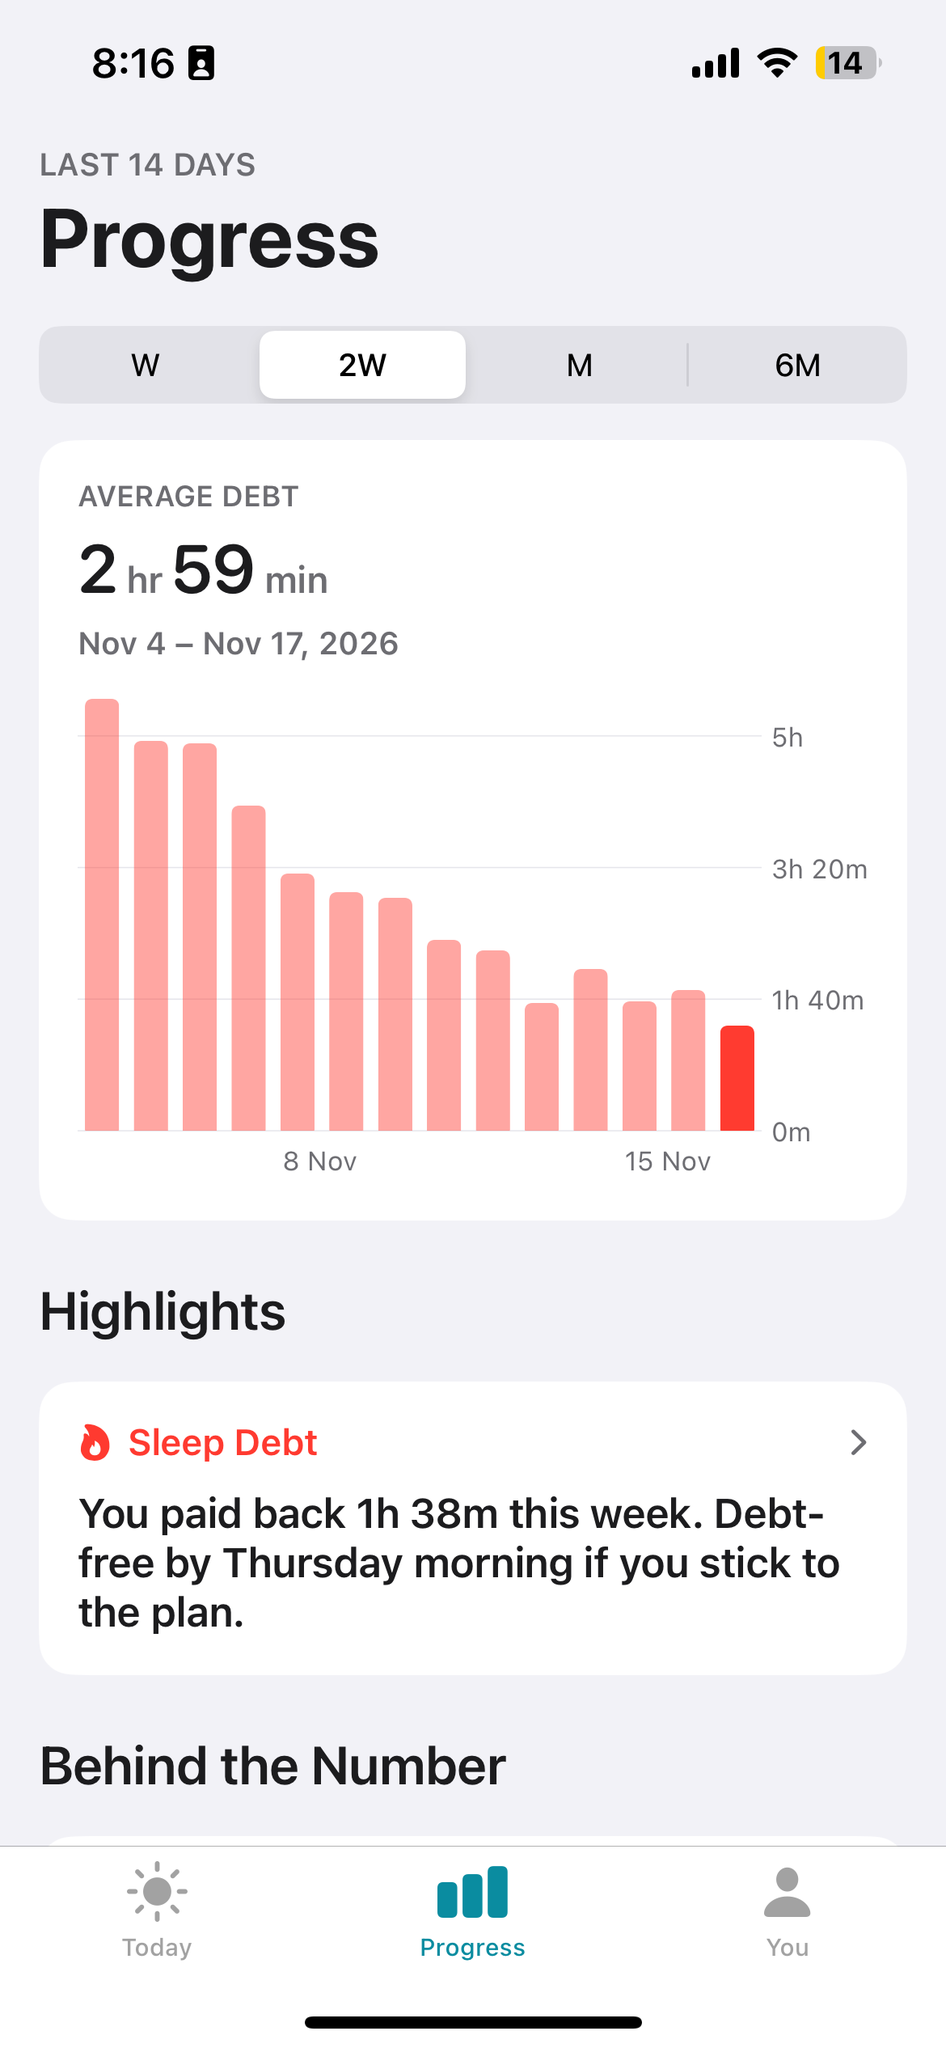 8:16
14
LAST 14 DAYS
Progress
W 2W M 6M
AVERAGE DEBT
2 hr 59 min
Nov 4 – Nov 17, 2026
5h
3h 20m
1h 40m
0m
8 Nov 15 Nov
Highlights
Sleep Debt
You paid back 1h 38m this week. Debt-
free by Thursday morning if you stick to
the plan.
Behind the Number
Today Progress You